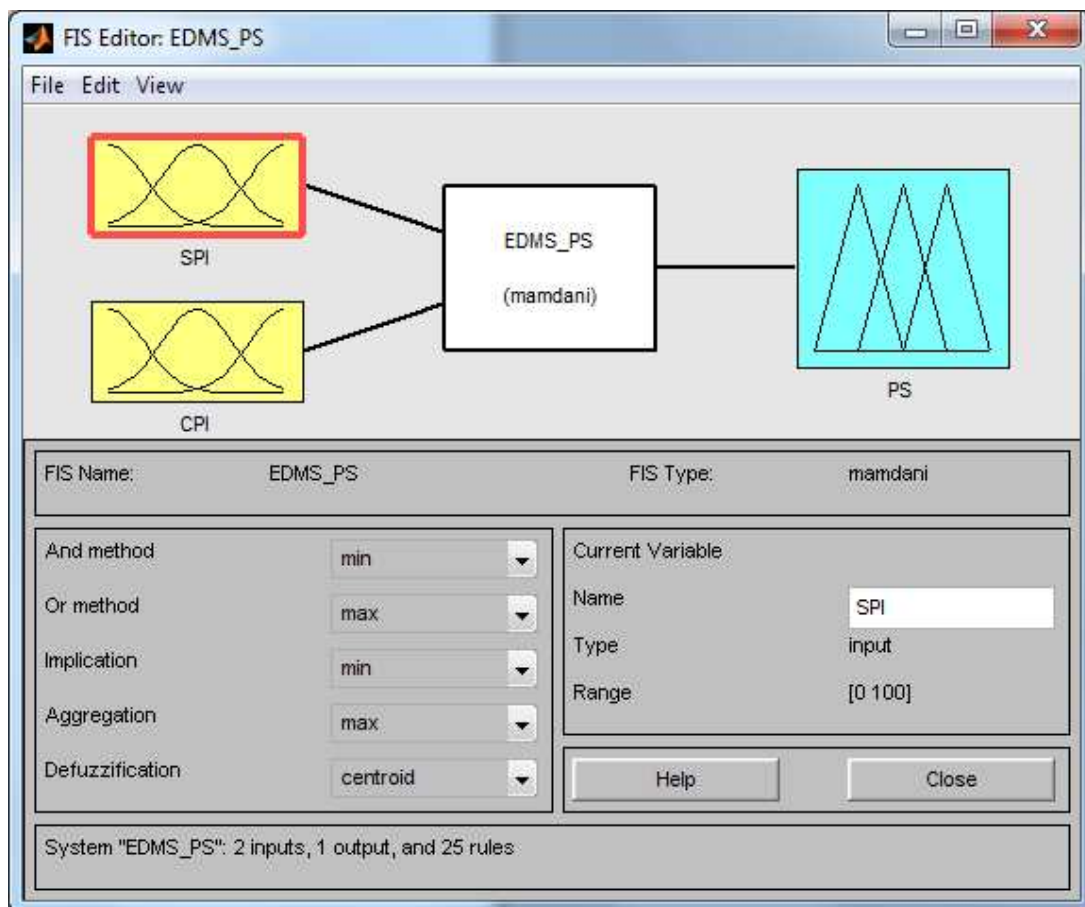 FIS Editor: EDMS_PS
File Edit View
SPI
CPI
EDMS_PS
(mamdani)
PS
FIS Name: EDMS_PS FIS Type: mamdani
And method min
Or method max
Implication min
Aggregation max
Defuzzification centroid
Current Variable
Name SPI
Type input
Range [0 100]
Help Close
System "EDMS_PS": 2 inputs, 1 output, and 25 rules